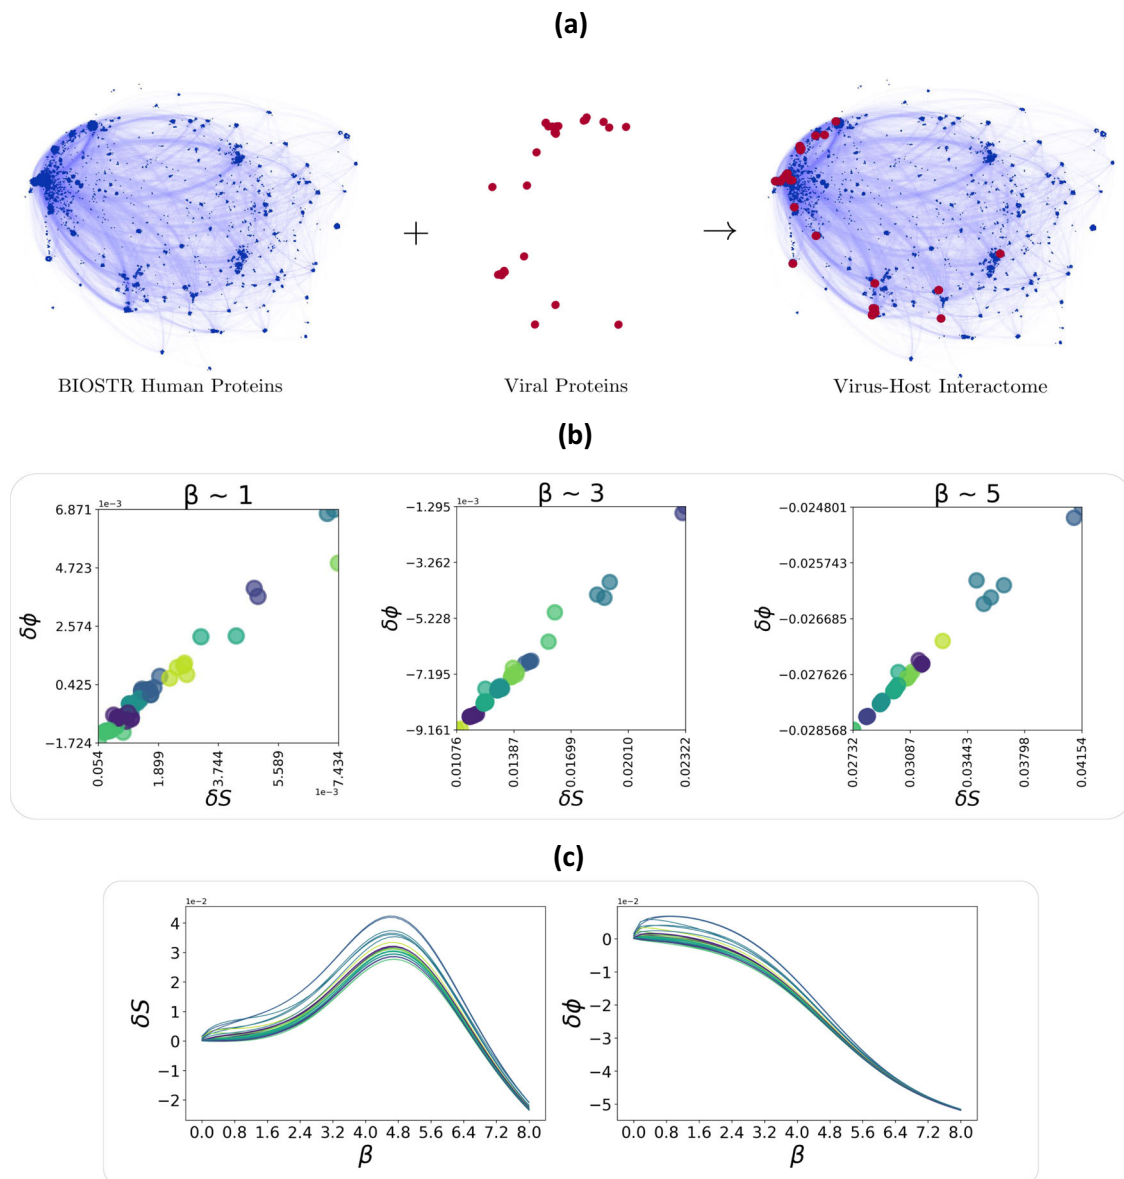 (a)
+
→
BIOSTR Human Proteins
Viral Proteins
Virus-Host Interactome
(b)
β ~ 1
1e−3
6.871
4.723
2.574
0.425
−1.724
δϕ
0.054
1.899
3.744
5.589
7.434
1e−3
δS
β ~ 3
1e−3
−1.295
−3.262
−5.228
−7.195
−9.161
δϕ
0.01076
0.01387
0.01699
0.02010
0.02322
δS
β ~ 5
−0.024801
−0.025743
−0.026685
−0.027626
−0.028568
δϕ
0.02732
0.03087
0.03443
0.03798
0.04154
δS
(c)
1e−2
4
3
2
1
0
−1
−2
δS
0.0 0.8 1.6 2.4 3.2 4.0 4.8 5.6 6.4 7.2 8.0
β
1e−2
0
−1
−2
−3
−4
−5
δϕ
0.0 0.8 1.6 2.4 3.2 4.0 4.8 5.6 6.4 7.2 8.0
β